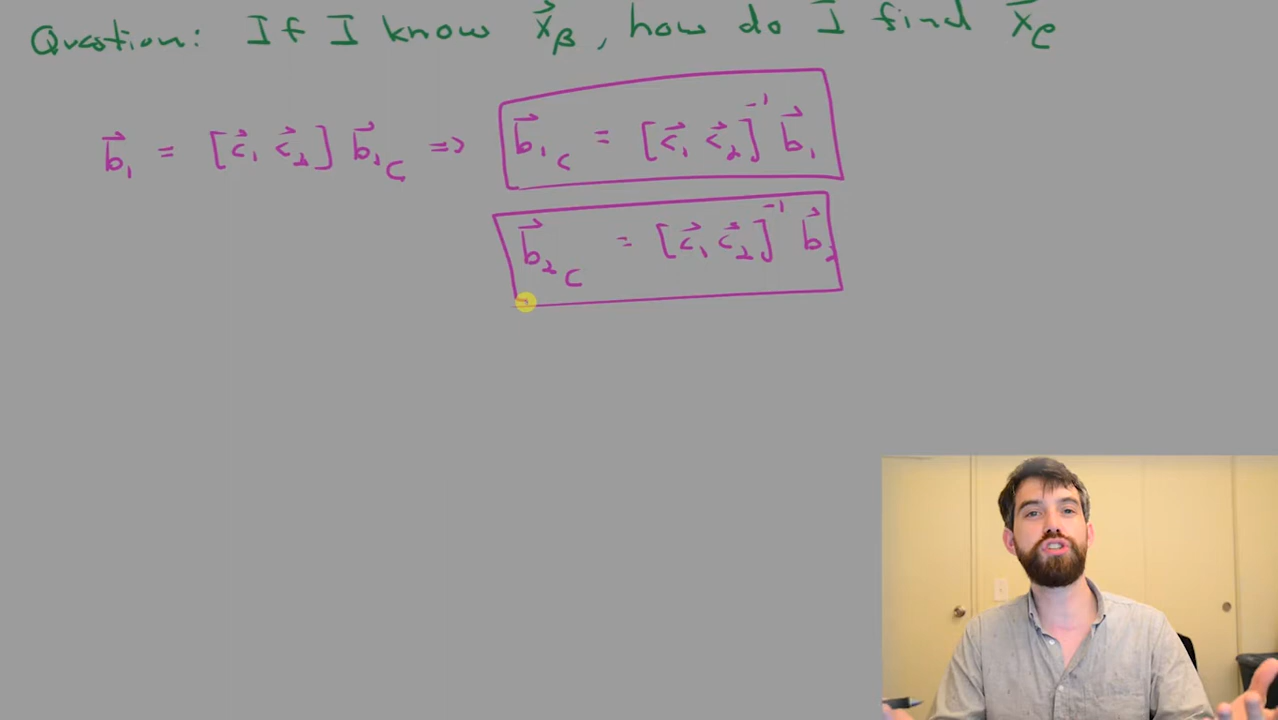 Question: If I know x⃗_β, how do I find x⃗_C
b⃗₁ = [c⃗₁ c⃗₂] b⃗₁_C ⇒ b⃗₁_C = [c⃗₁ c⃗₂]⁻¹ b⃗₁
b⃗₂_C = [c⃗₁ c⃗₂]⁻¹ b⃗₂